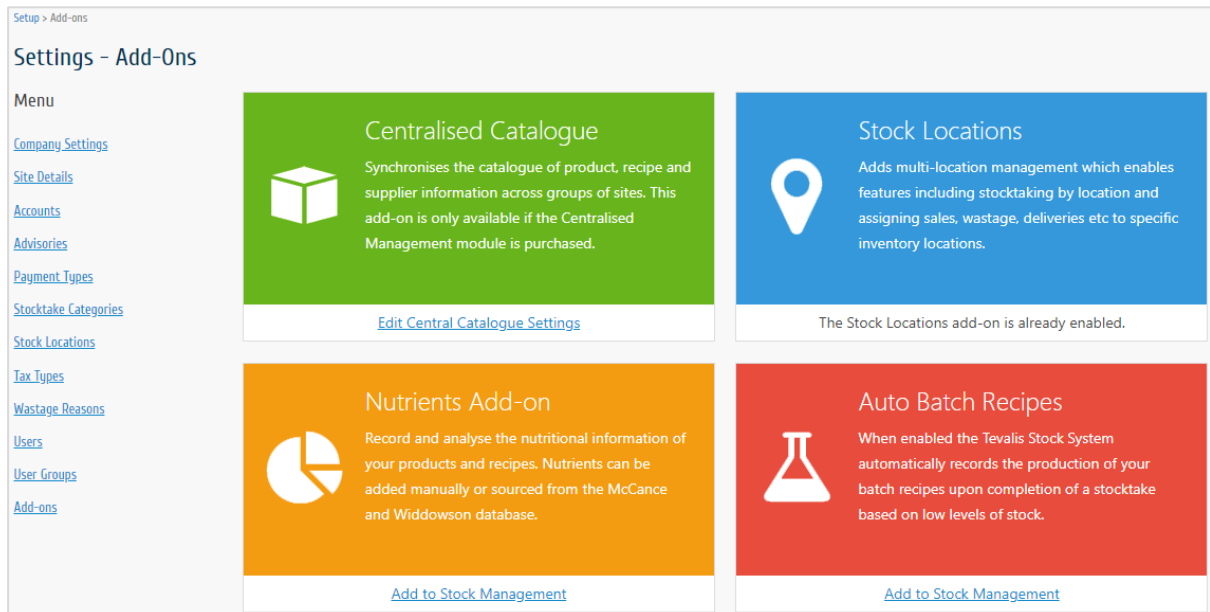 Setup > Add-ons
Settings - Add-Ons
Menu
Company Settings
Site Details
Accounts
Advisories
Payment Types
Stocktake Categories
Stock Locations
Tax Types
Wastage Reasons
Users
User Groups
Add-ons
Centralised Catalogue
Synchronises the catalogue of product, recipe and
supplier information across groups of sites. This
add-on is only available if the Centralised
Management module is purchased.
Edit Central Catalogue Settings
Stock Locations
Adds multi-location management which enables
features including stocktaking by location and
assigning sales, wastage, deliveries etc to specific
inventory locations.
The Stock Locations add-on is already enabled.
Nutrients Add-on
Record and analyse the nutritional information of
your products and recipes. Nutrients can be
added manually or sourced from the McCance
and Widdowson database.
Add to Stock Management
Auto Batch Recipes
When enabled the Tevalis Stock System
automatically records the production of your
batch recipes upon completion of a stocktake
based on low levels of stock.
Add to Stock Management